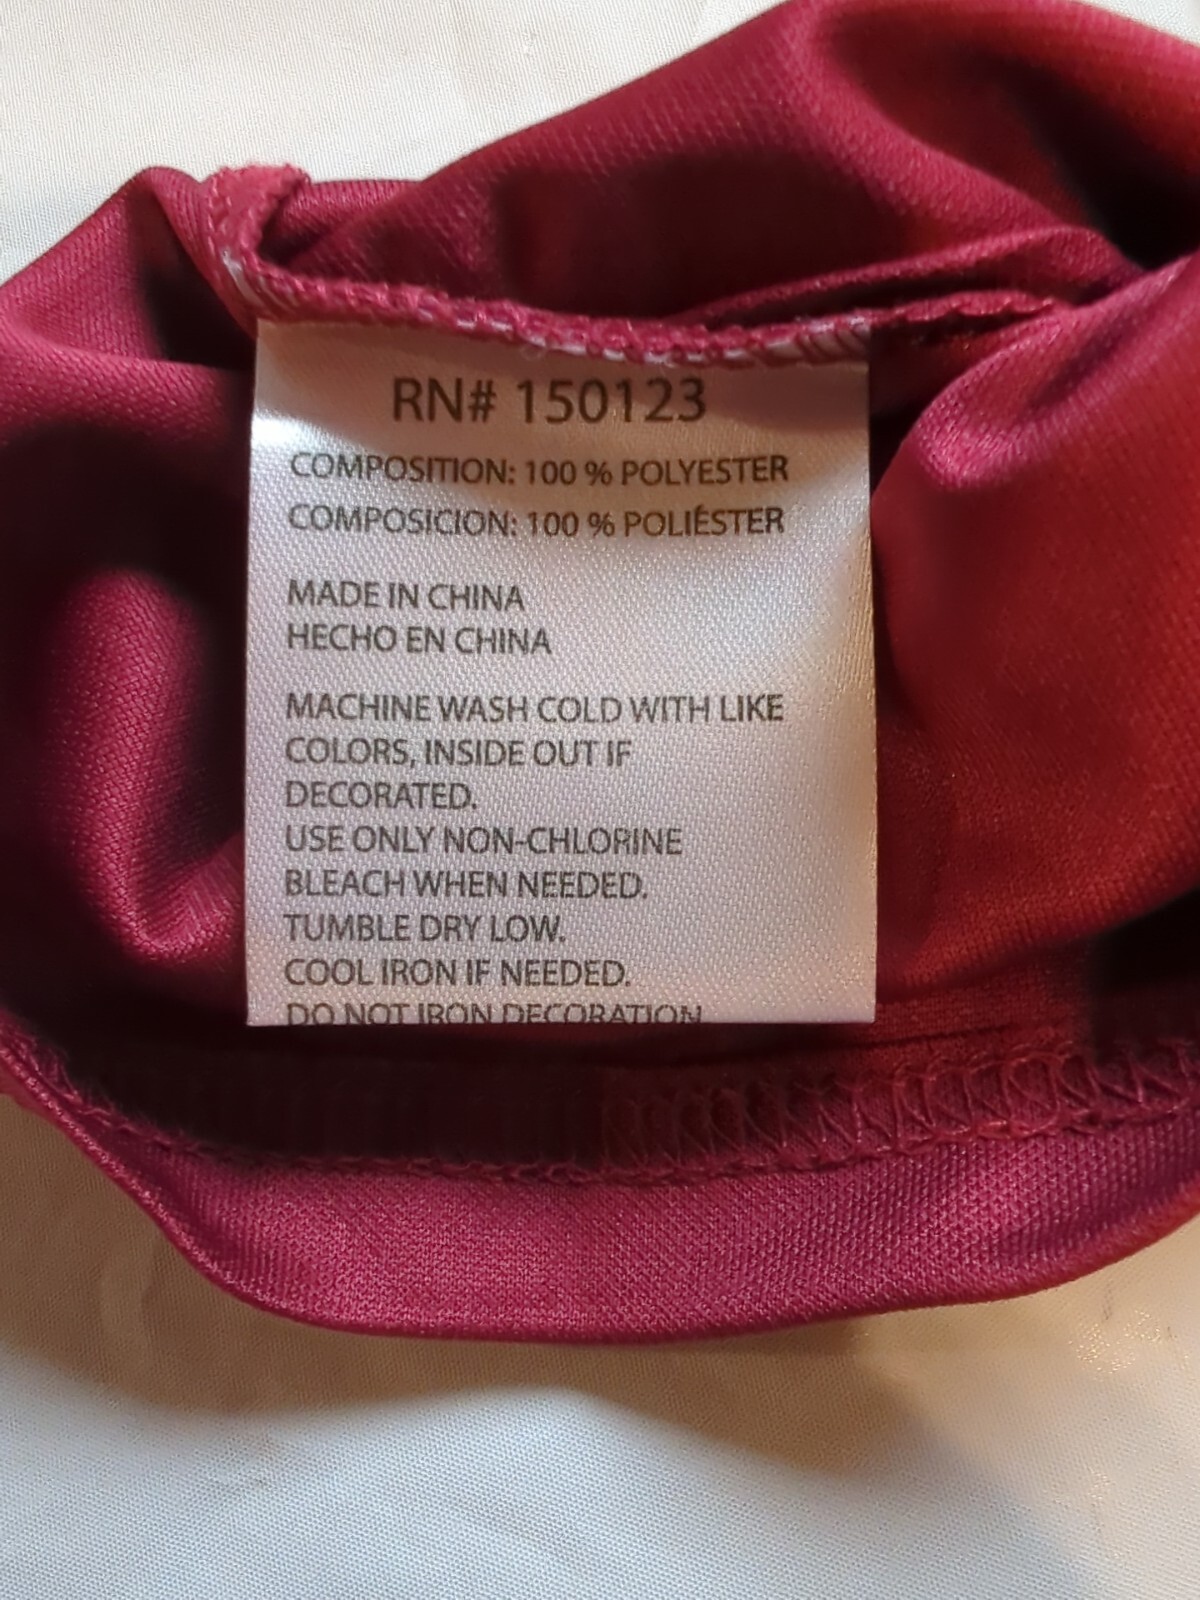 RN# 150123
COMPOSITION: 100 % POLYESTER
COMPOSICION: 100 % POLIÉSTER
MADE IN CHINA
HECHO EN CHINA
MACHINE WASH COLD WITH LIKE
COLORS, INSIDE OUT IF
DECORATED.
USE ONLY NON-CHLORINE
BLEACH WHEN NEEDED.
TUMBLE DRY LOW.
COOL IRON IF NEEDED.
DO NOT IRON DECORATION